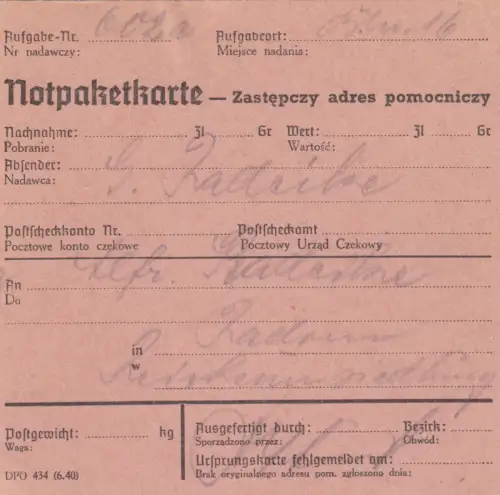 Aufgabe-Nr. Aufgabeort:
Nr nadawczy: Miejsce nadania:
Notpaketkarte — Zastępczy adres pomocniczy
Nachnahme: Zl Gr Wert: Zl Gr
Pobranie: Wartość:
Absender:
Nadawca: G.
Postscheckkonto Nr. Postscheckamt
Pocztowe konto czekowe Pocztowy Urząd Czekowy
An Alfr.
Do
Radom
in
w
Postgewicht: kg Ausgefertigt durch: Bezirk:
Waga: Sporządzono przez: Obwód:
Ursprungskarte fehlgemeldet am:
DPO 434 (6.40) Brak oryginalnego adresu pom. zgłoszono dnia: